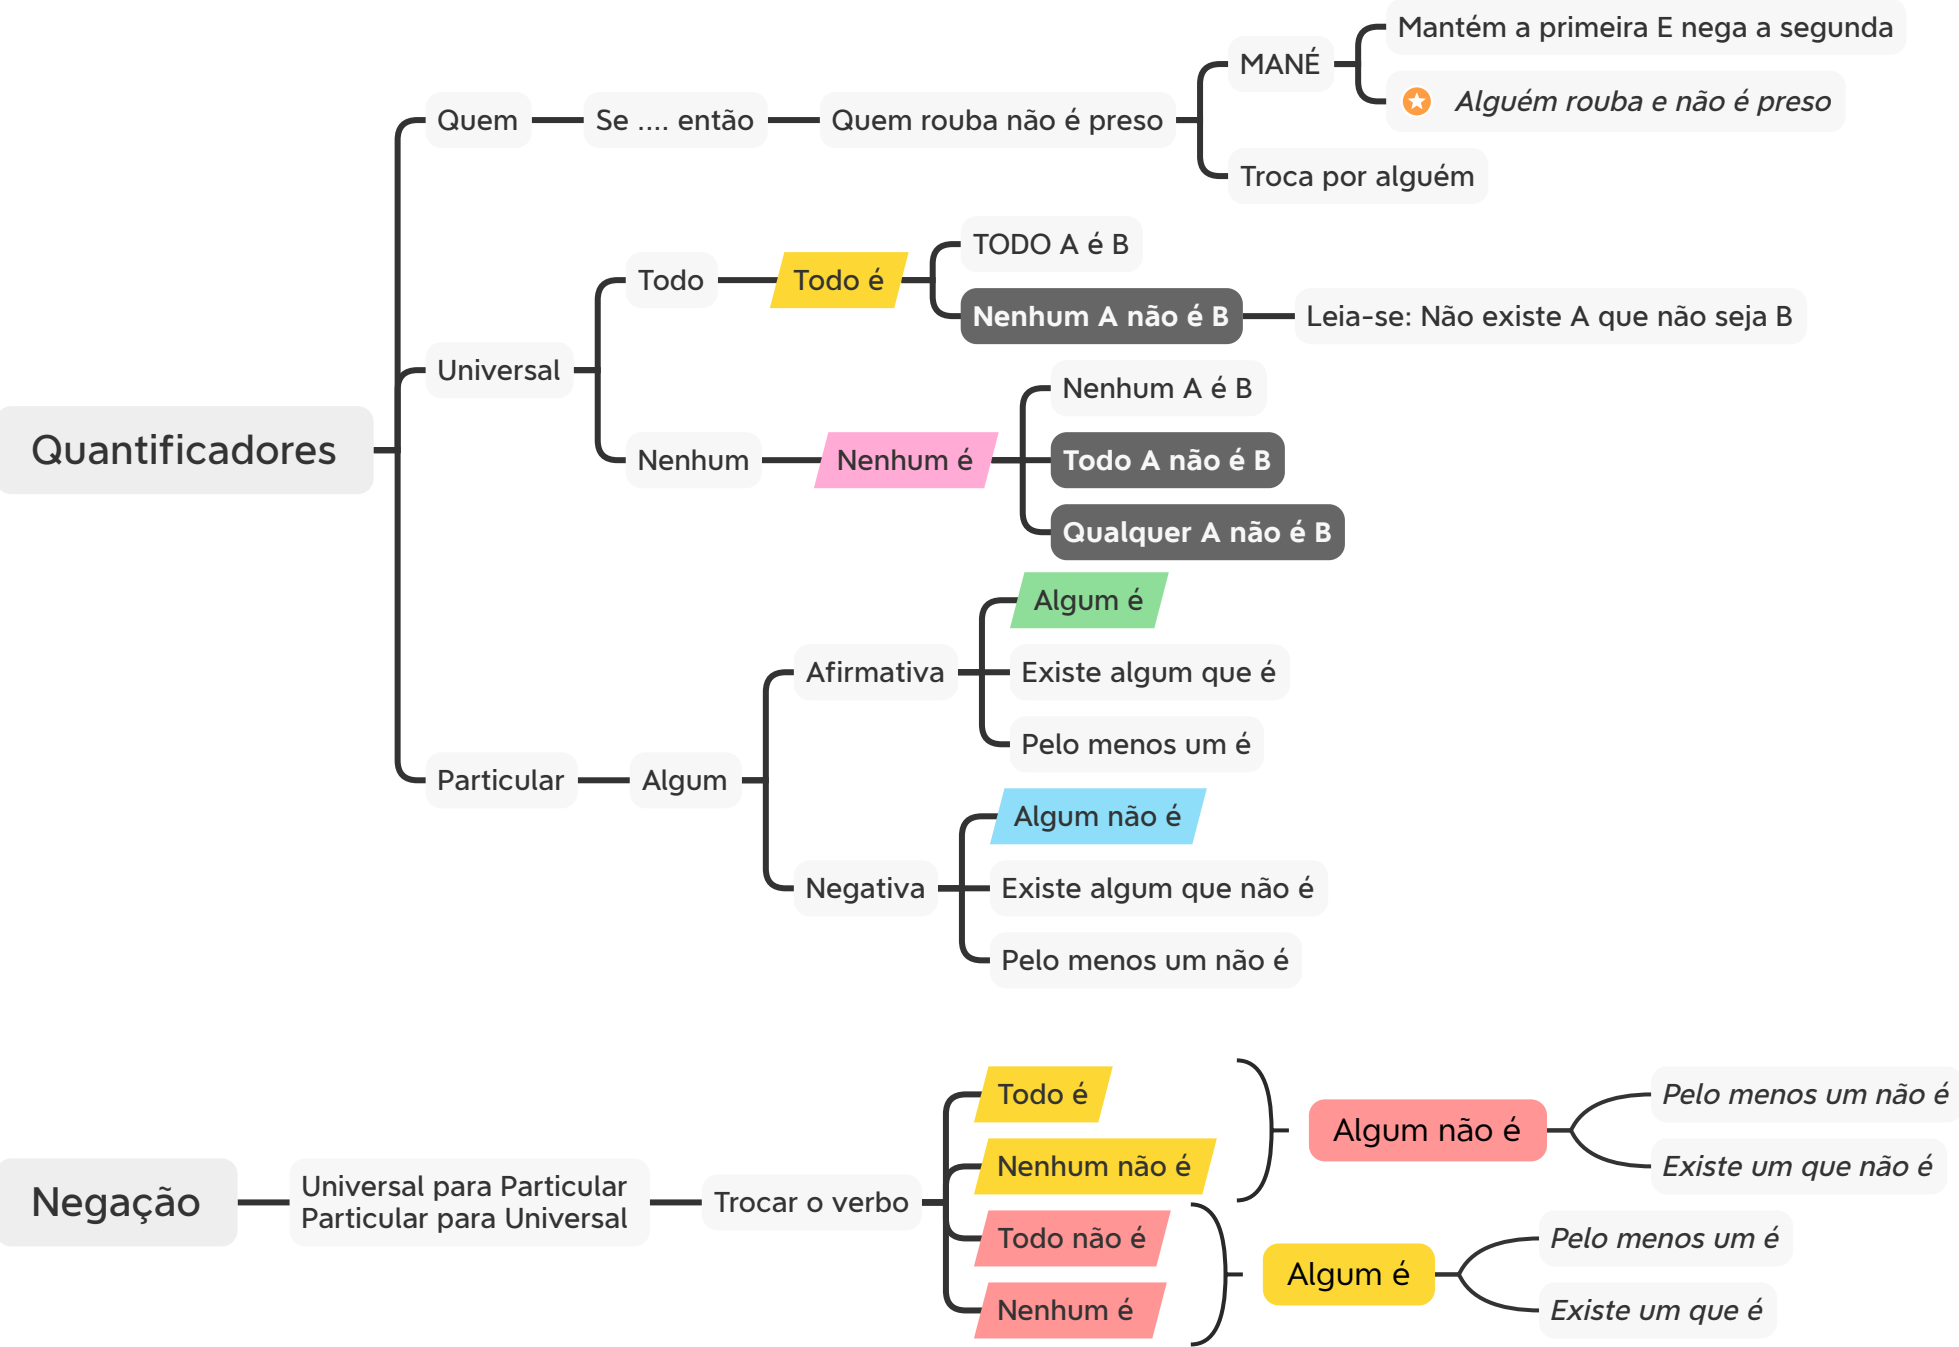 Quantificadores
Quem
Se .... então
Quem rouba não é preso
MANÉ
Mantém a primeira E nega a segunda
Alguém rouba e não é preso
Troca por alguém
Universal
Todo
Todo é
TODO A é B
Nenhum A não é B
Leia-se: Não existe A que não seja B
Nenhum
Nenhum é
Nenhum A é B
Todo A não é B
Qualquer A não é B
Particular
Algum
Afirmativa
Algum é
Existe algum que é
Pelo menos um é
Negativa
Algum não é
Existe algum que não é
Pelo menos um não é
Negação
Universal para Particular
Particular para Universal
Trocar o verbo
Todo é
Nenhum não é
Algum não é
Pelo menos um não é
Existe um que não é
Todo não é
Nenhum é
Algum é
Pelo menos um é
Existe um que é